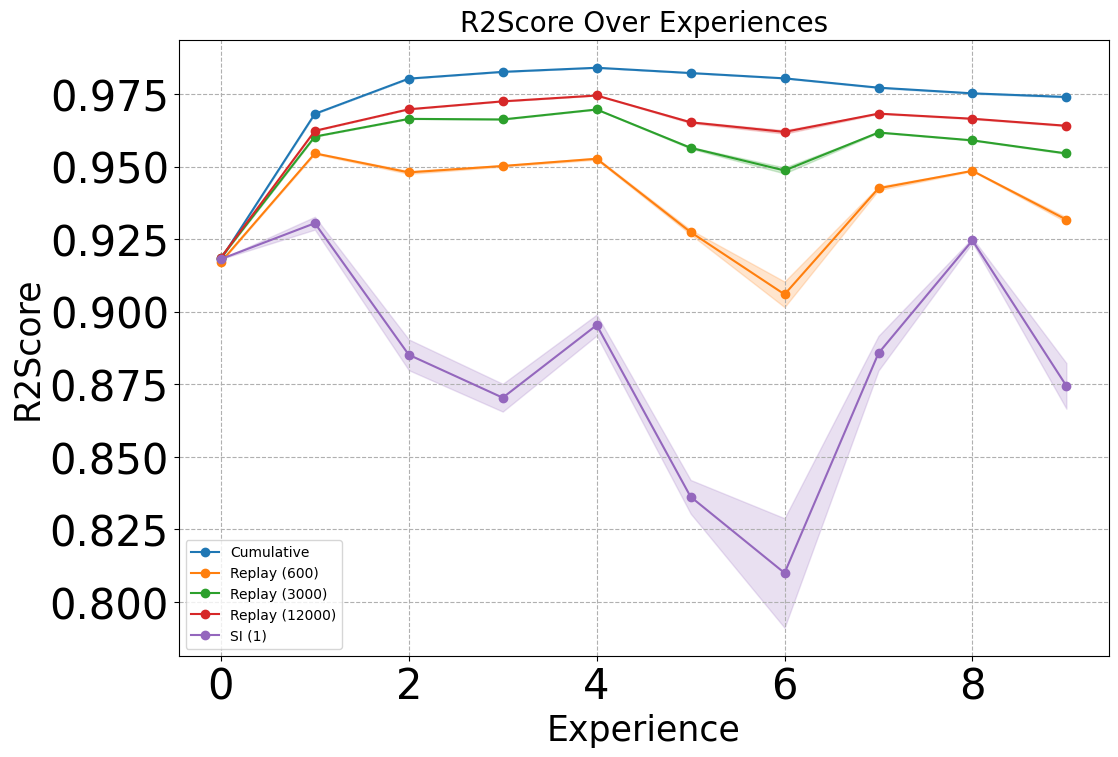 R2Score Over Experiences
R2Score
0.975
0.950
0.925
0.900
0.875
0.850
0.825
0.800
Cumulative
Replay (600)
Replay (3000)
Replay (12000)
SI (1)
0 2 4 6 8
Experience